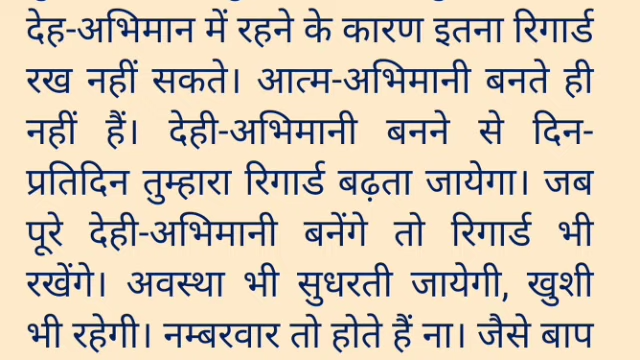 देह-अभिमान में रहने के कारण इतना रिगार्ड
रख नहीं सकते। आत्म-अभिमानी बनते ही
नहीं हैं। देही-अभिमानी बनने से दिन-
प्रतिदिन तुम्हारा रिगार्ड बढ़ता जायेगा। जब
पूरे देही-अभिमानी बनेंगे तो रिगार्ड भी
रखेंगे। अवस्था भी सुधरती जायेगी, खुशी
भी रहेगी। नम्बरवार तो होते हैं ना। जैसे बाप